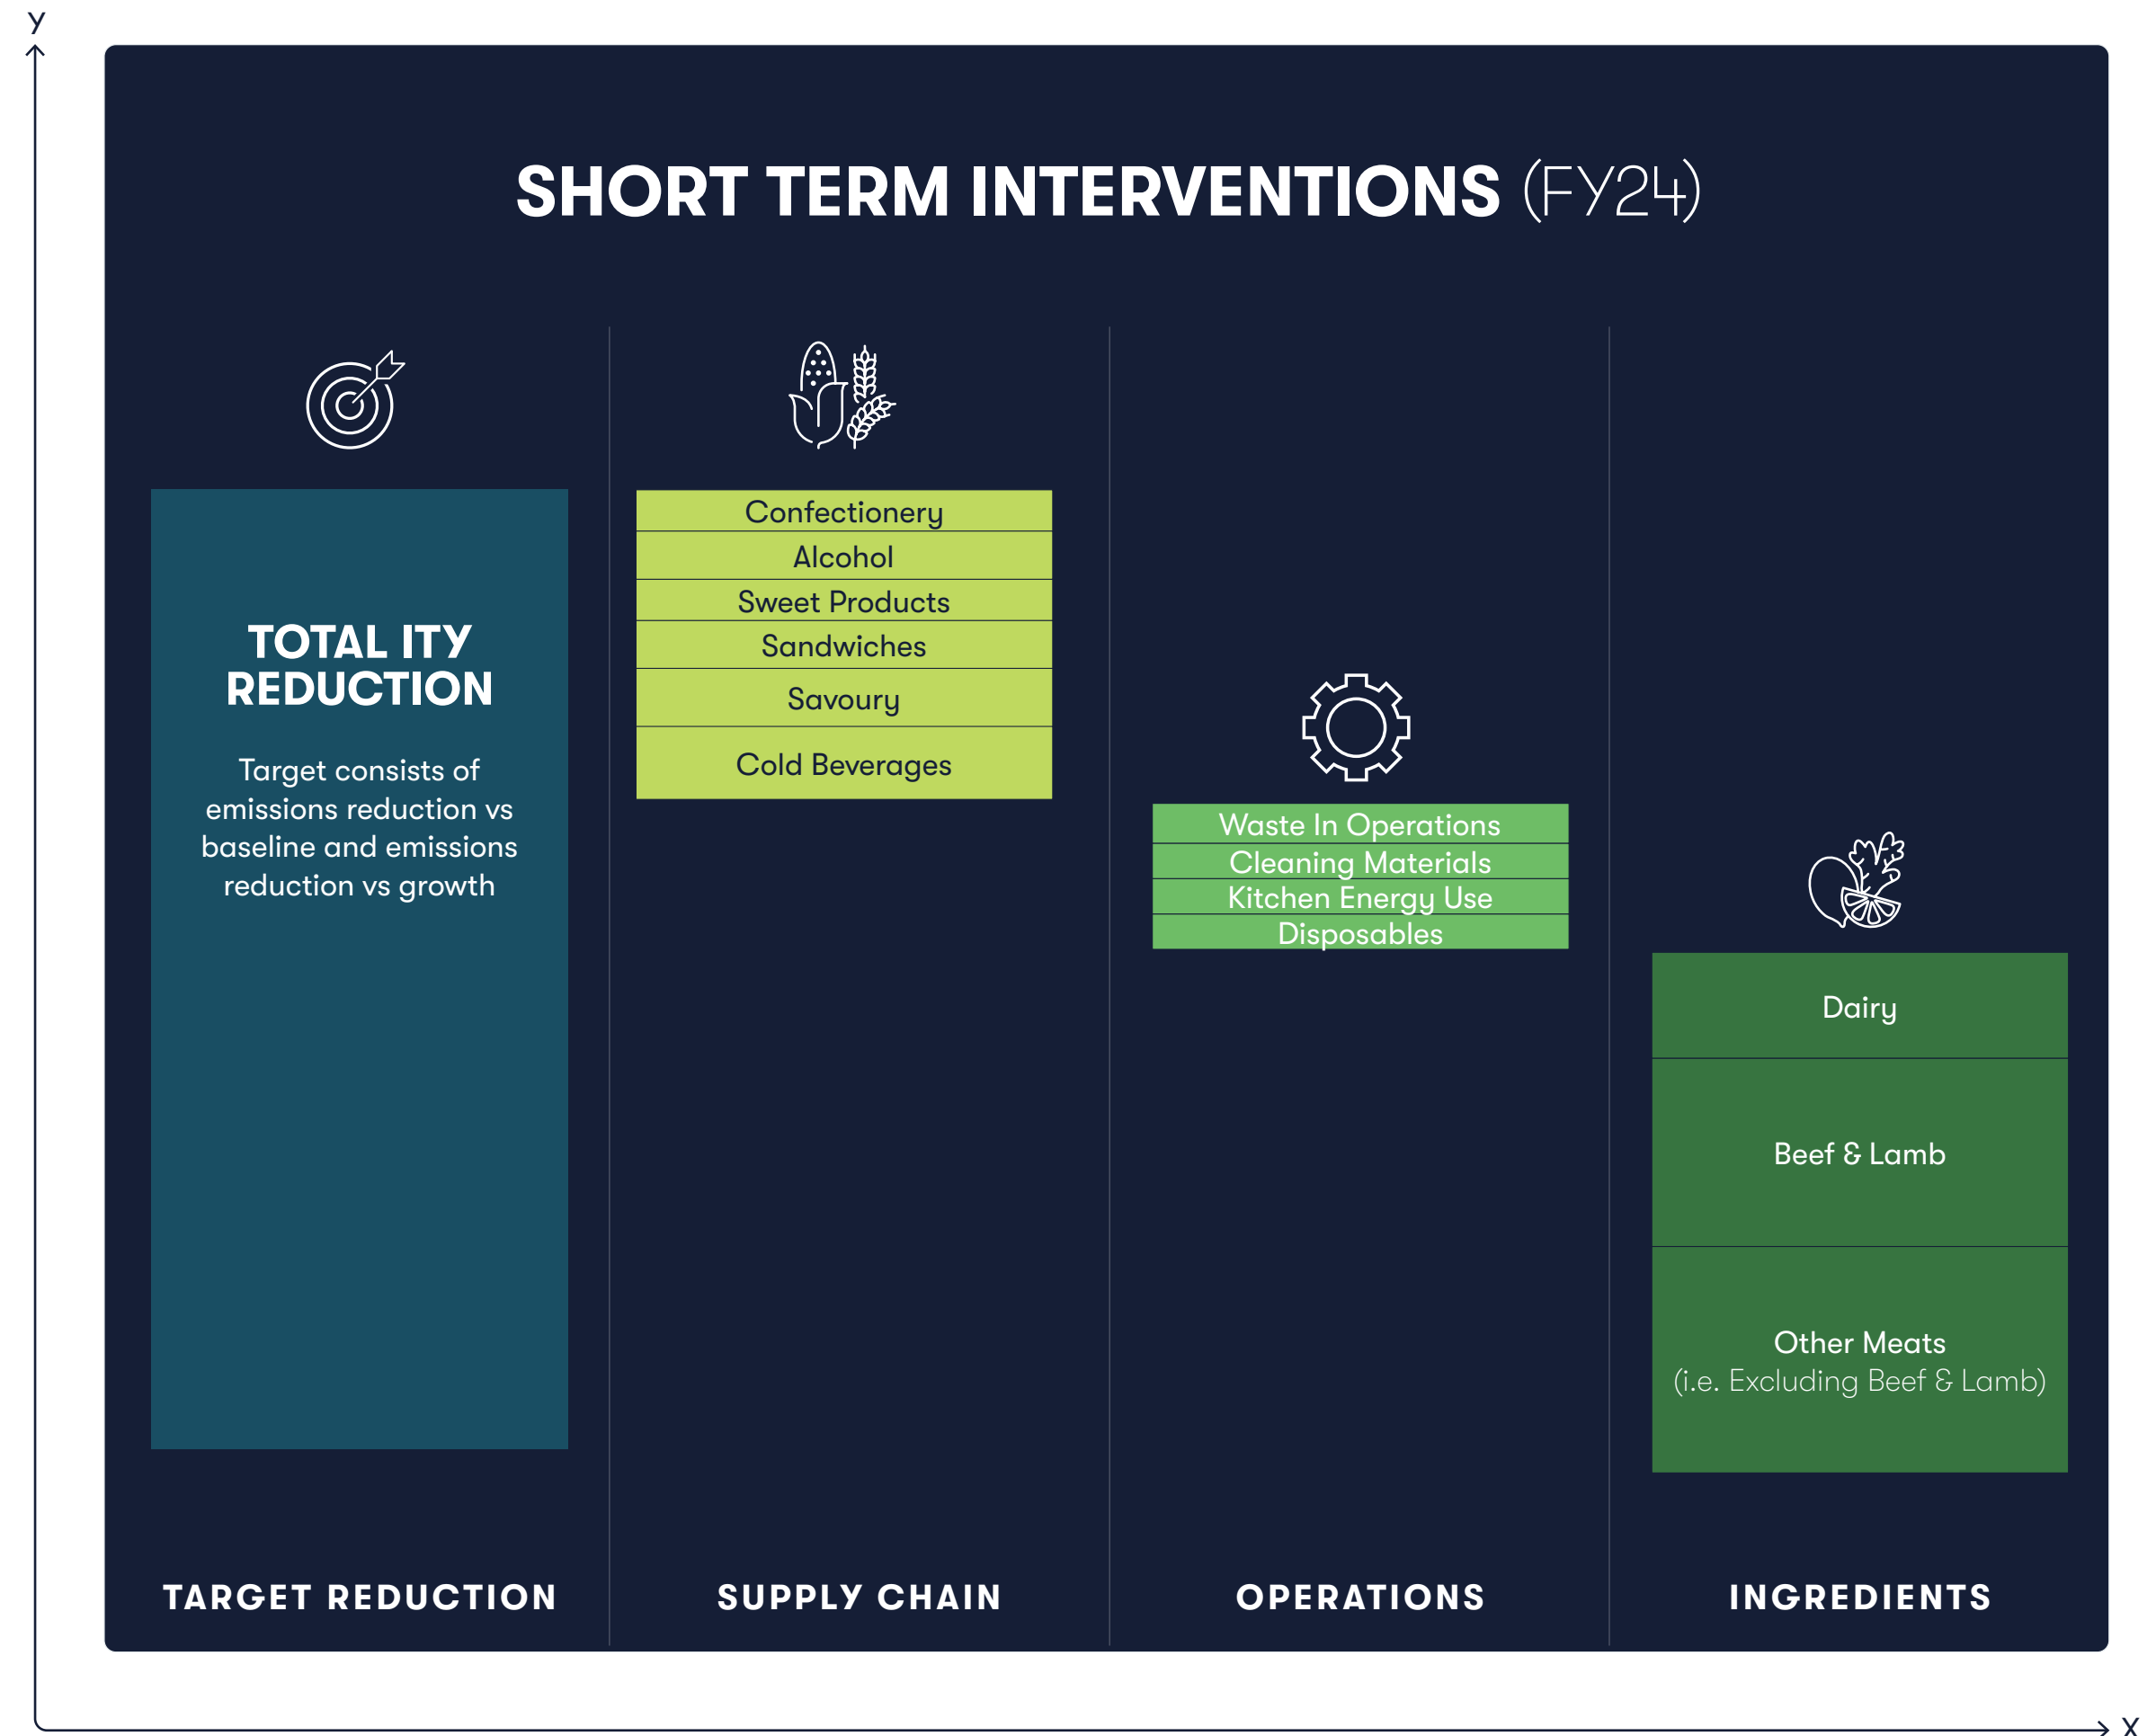 y
SHORT TERM INTERVENTIONS (FY24)
TOTAL ITY
REDUCTION
Target consists of
emissions reduction vs
baseline and emissions
reduction vs growth
TARGET REDUCTION
Confectionery
Alcohol
Sweet Products
Sandwiches
Savoury
Cold Beverages
SUPPLY CHAIN
Waste In Operations
Cleaning Materials
Kitchen Energy Use
Disposables
OPERATIONS
Dairy
Beef & Lamb
Other Meats
(i.e. Excluding Beef & Lamb)
INGREDIENTS
X